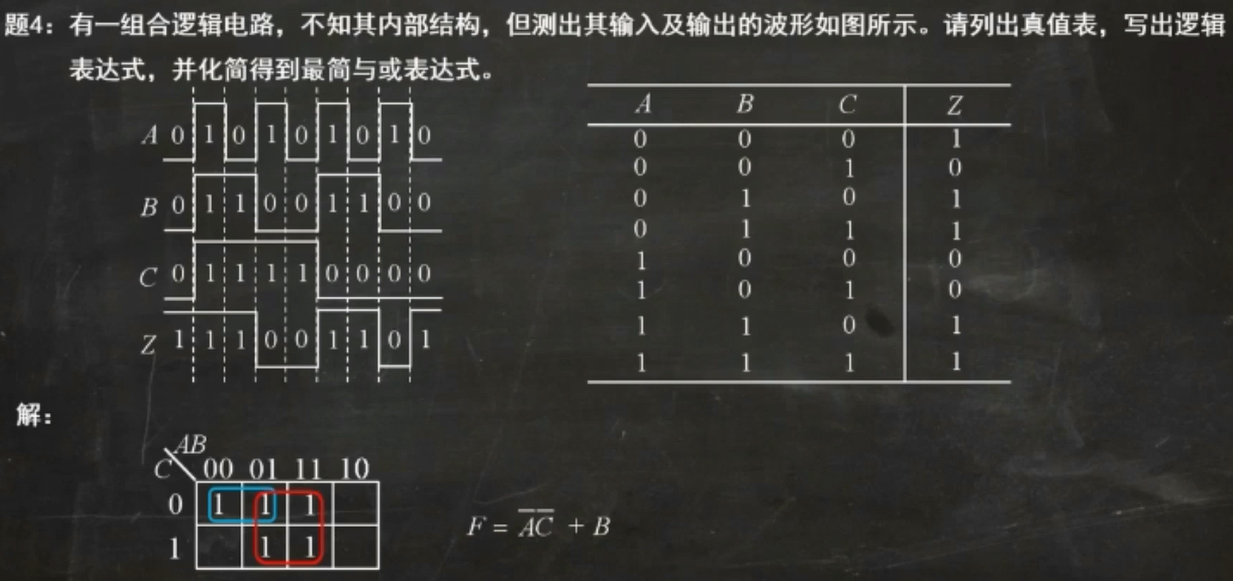 题4：有一组合逻辑电路，不知其内部结构，但测出其输入及输出的波形如图所示。请列出真值表，写出逻辑
表达式，并化简得到最简与或表达式。
A 0 1 0 1 0 1 0 1 0
B 0 1 1 0 0 1 1 0 0
C 0 1 1 1 1 0 0 0 0
Z 1 1 1 0 0 1 1 0 1
A B C Z
0 0 0 1
0 0 1 0
0 1 0 1
0 1 1 1
1 0 0 0
1 0 1 0
1 1 0 1
1 1 1 1
解：
AB
C 00 01 11 10
0 1 1 1
1 1 1
F = A̅C̅ + B